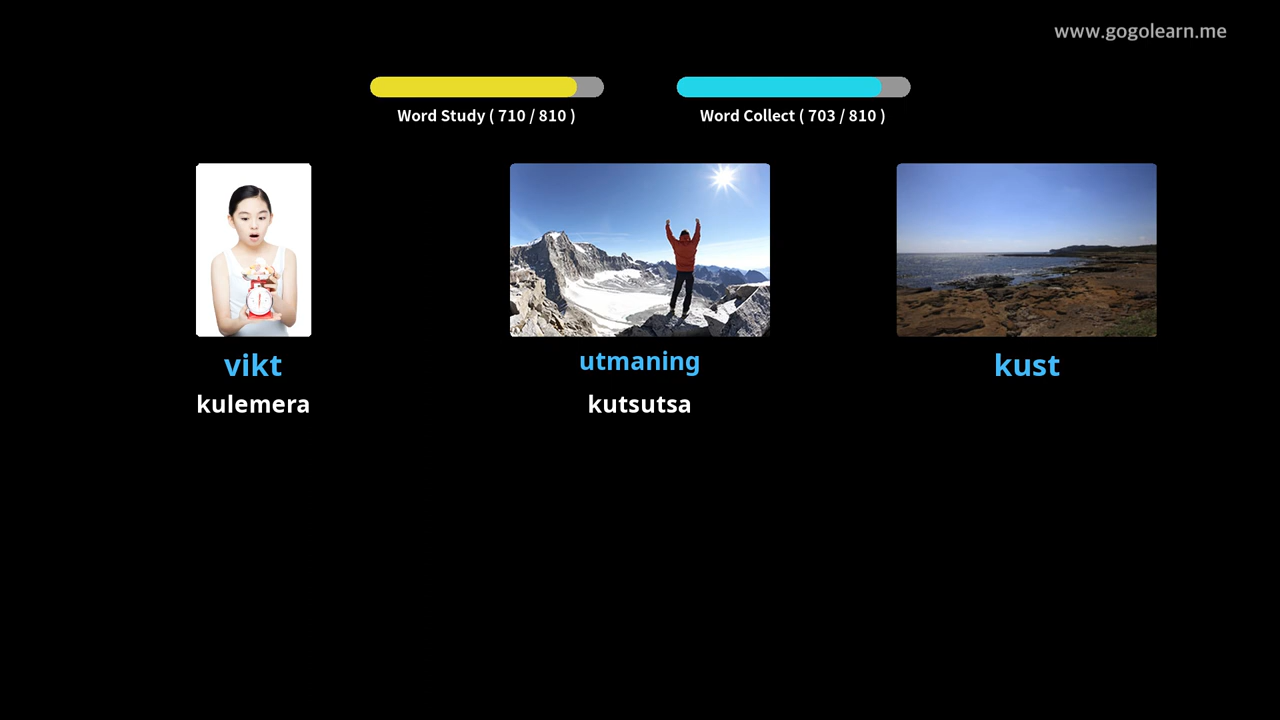 www.gogolearn.me
Word Study ( 710 / 810 )
Word Collect ( 703 / 810 )
vikt
kulemera
utmaning
kutsutsa
kust